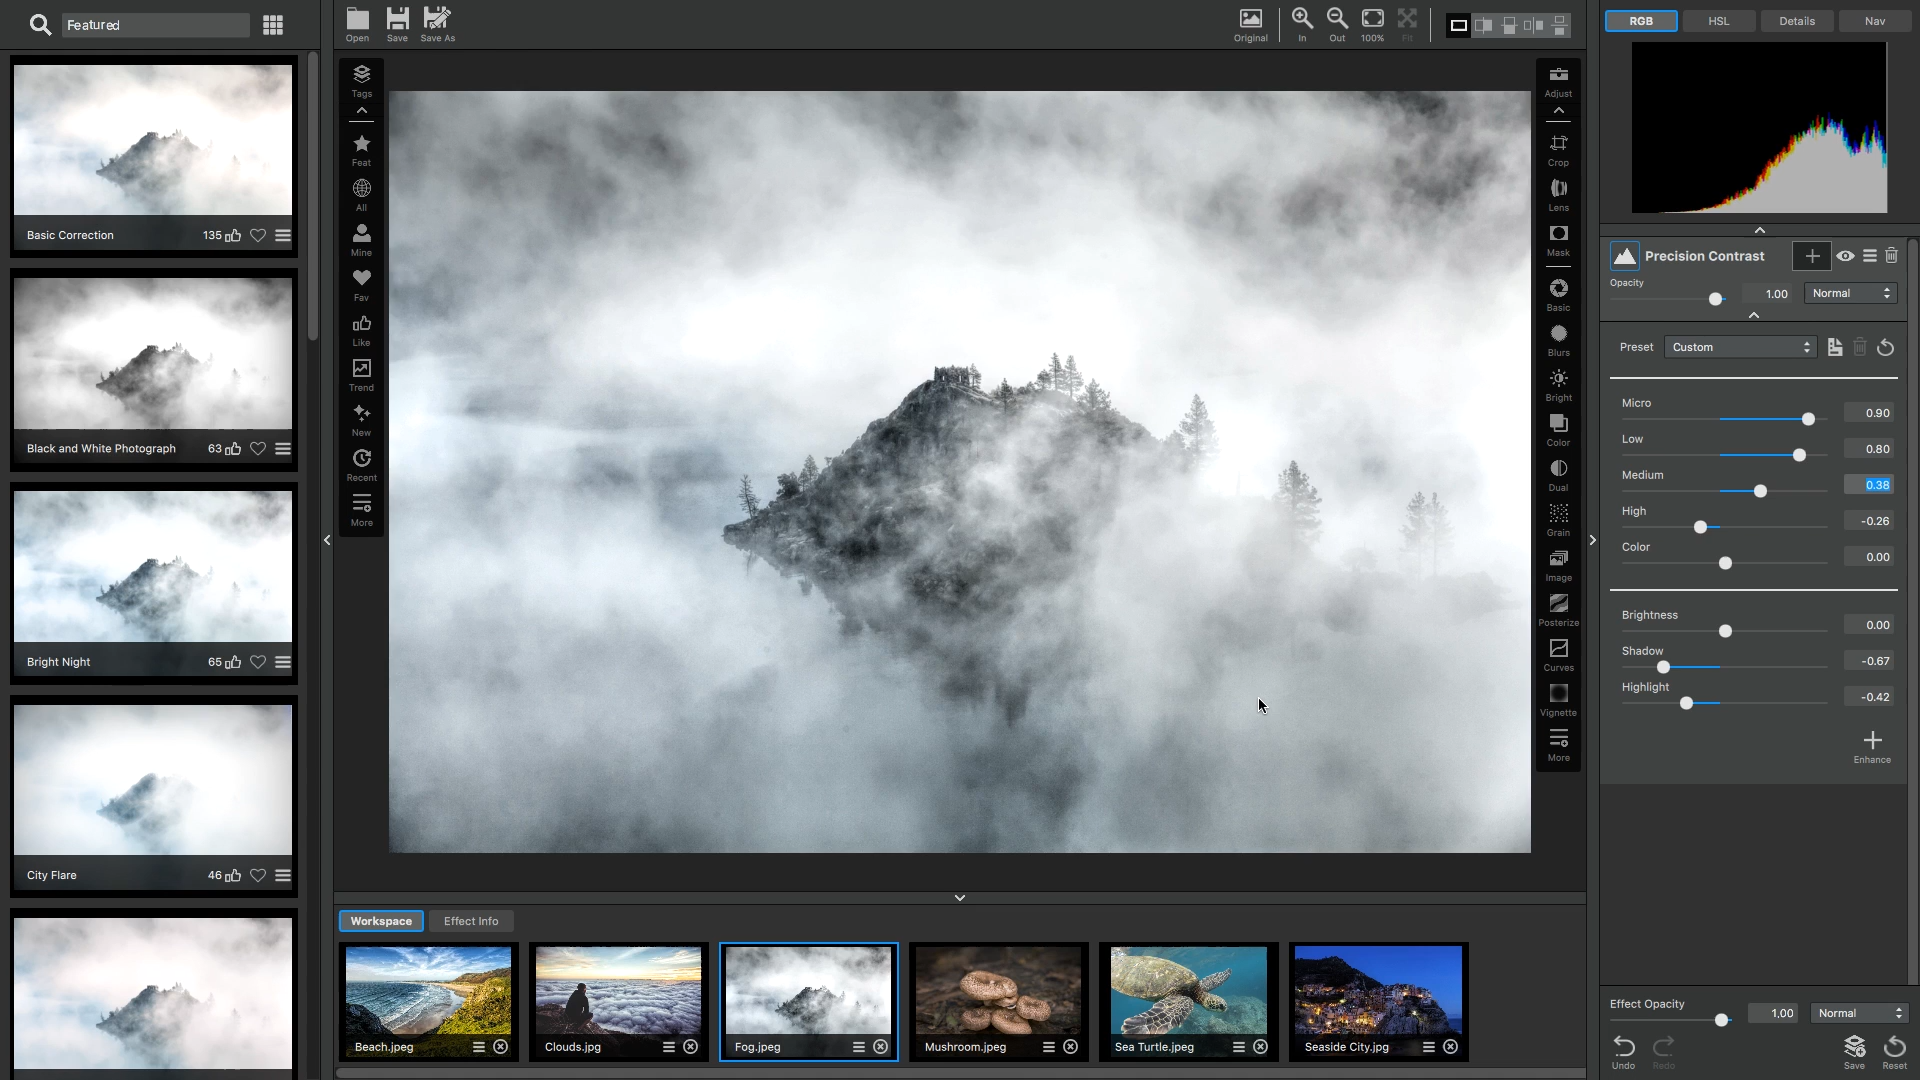 Featured
Basic Correction
135
Black and White Photograph
63
Bright Night
65
City Flare
46
Open
Save
Save As
Original
In
Out
100%
Fit
Tags
Feat
All
Mine
Fav
Like
Trend
New
Recent
More
Adjust
Crop
Lens
Mask
Basic
Blurs
Bright
Color
Dual
Grain
Image
Posterize
Curves
Vignette
More
Workspace
Effect Info
Beach.jpeg
Clouds.jpg
Fog.jpeg
Mushroom.jpeg
Sea Turtle.jpeg
Seaside City.jpg
RGB
HSL
Details
Nav
Precision Contrast
Opacity
1.00
Normal
Preset
Custom
Micro
0.90
Low
0.80
Medium
0.38
High
-0.26
Color
0.00
Brightness
0.00
Shadow
-0.67
Highlight
-0.42
Enhance
Effect Opacity
1.00
Normal
Undo
Redo
Save
Reset